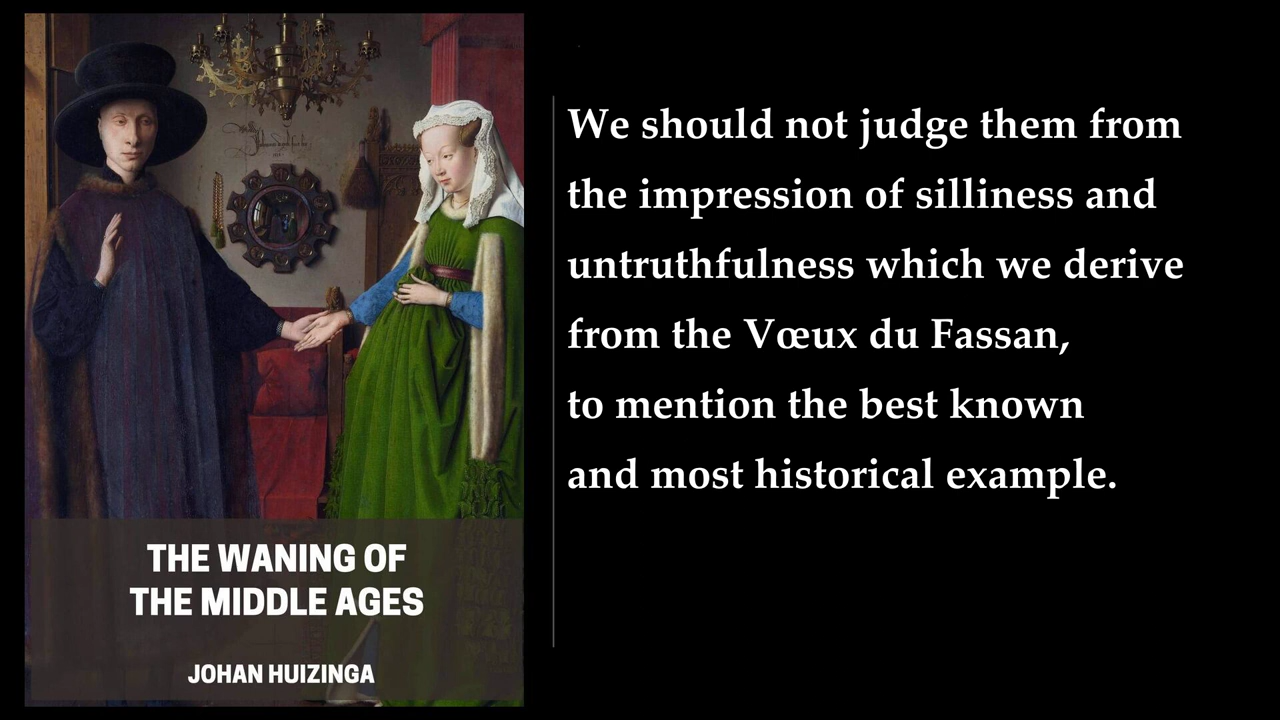 THE WANING OF
THE MIDDLE AGES
JOHAN HUIZINGA
We should not judge them from
the impression of silliness and
untruthfulness which we derive
from the Vœux du Fassan,
to mention the best known
and most historical example.